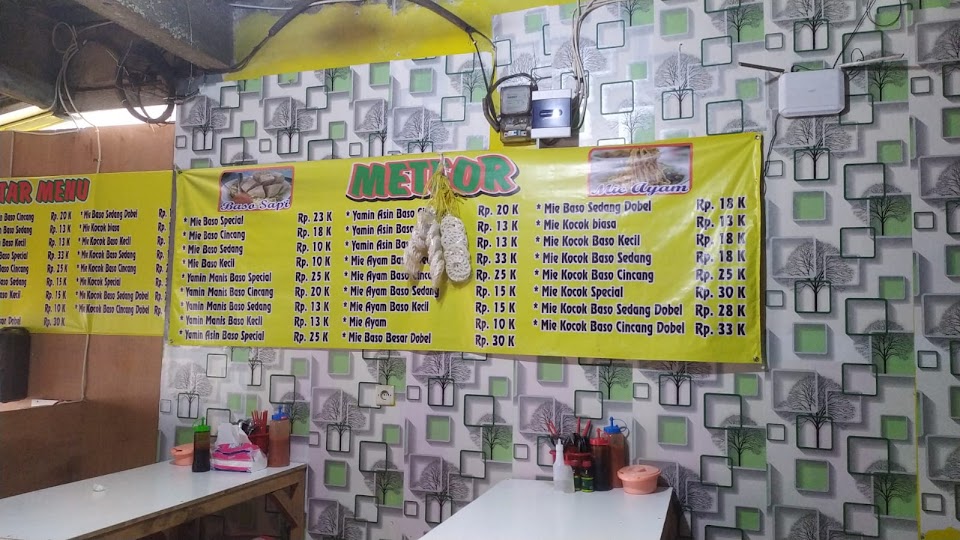 AR MENU
Baso Cincang Rp. 20 K
Baso Sedang Rp. 13 K
Baso Kecil Rp. 13 K
* Mie Baso Sedang Dobel
* Mie Kocok biasa
* Mie Kocok Baso Kecil
* Mie Kocok Baso Sedang
* Mie Kocok Baso Cincang
* Mie Kocok Special
* Mie Kocok Baso Sedang Dobel
* Mie Kocok Baso Cincang Dobel
Baso Sapi
METEOR
Mie Ayam
* Mie Baso Special Rp. 23 K
* Mie Baso Cincang Rp. 18 K
* Mie Baso Sedang Rp. 10 K
* Mie Baso Kecil Rp. 10 K
* Yamin Manis Baso Special Rp. 25 K
* Yamin Manis Baso Cincang Rp. 20 K
* Yamin Manis Baso Sedang Rp. 13 K
* Yamin Manis Baso Kecil Rp. 13 K
* Yamin Asin Baso Special Rp. 25 K
* Yamin Asin Baso Rp. 20 K
* Yamin Asin Baso Rp. 13 K
* Yamin Asin Baso Rp. 13 K
* Mie Ayam Baso Rp. 33 K
* Mie Ayam Baso Rp. 25 K
* Mie Ayam Baso Sedang Rp. 15 K
* Mie Ayam Baso Kecil Rp. 15 K
* Mie Ayam Rp. 10 K
* Mie Baso Besar Dobel Rp. 30 K
* Mie Baso Sedang Dobel Rp. 18 K
* Mie Kocok biasa Rp. 13 K
* Mie Kocok Baso Kecil Rp. 18 K
* Mie Kocok Baso Sedang Rp. 18 K
* Mie Kocok Baso Cincang Rp. 25 K
* Mie Kocok Special Rp. 30 K
* Mie Kocok Baso Sedang Dobel Rp. 28 K
* Mie Kocok Baso Cincang Dobel Rp. 33 K